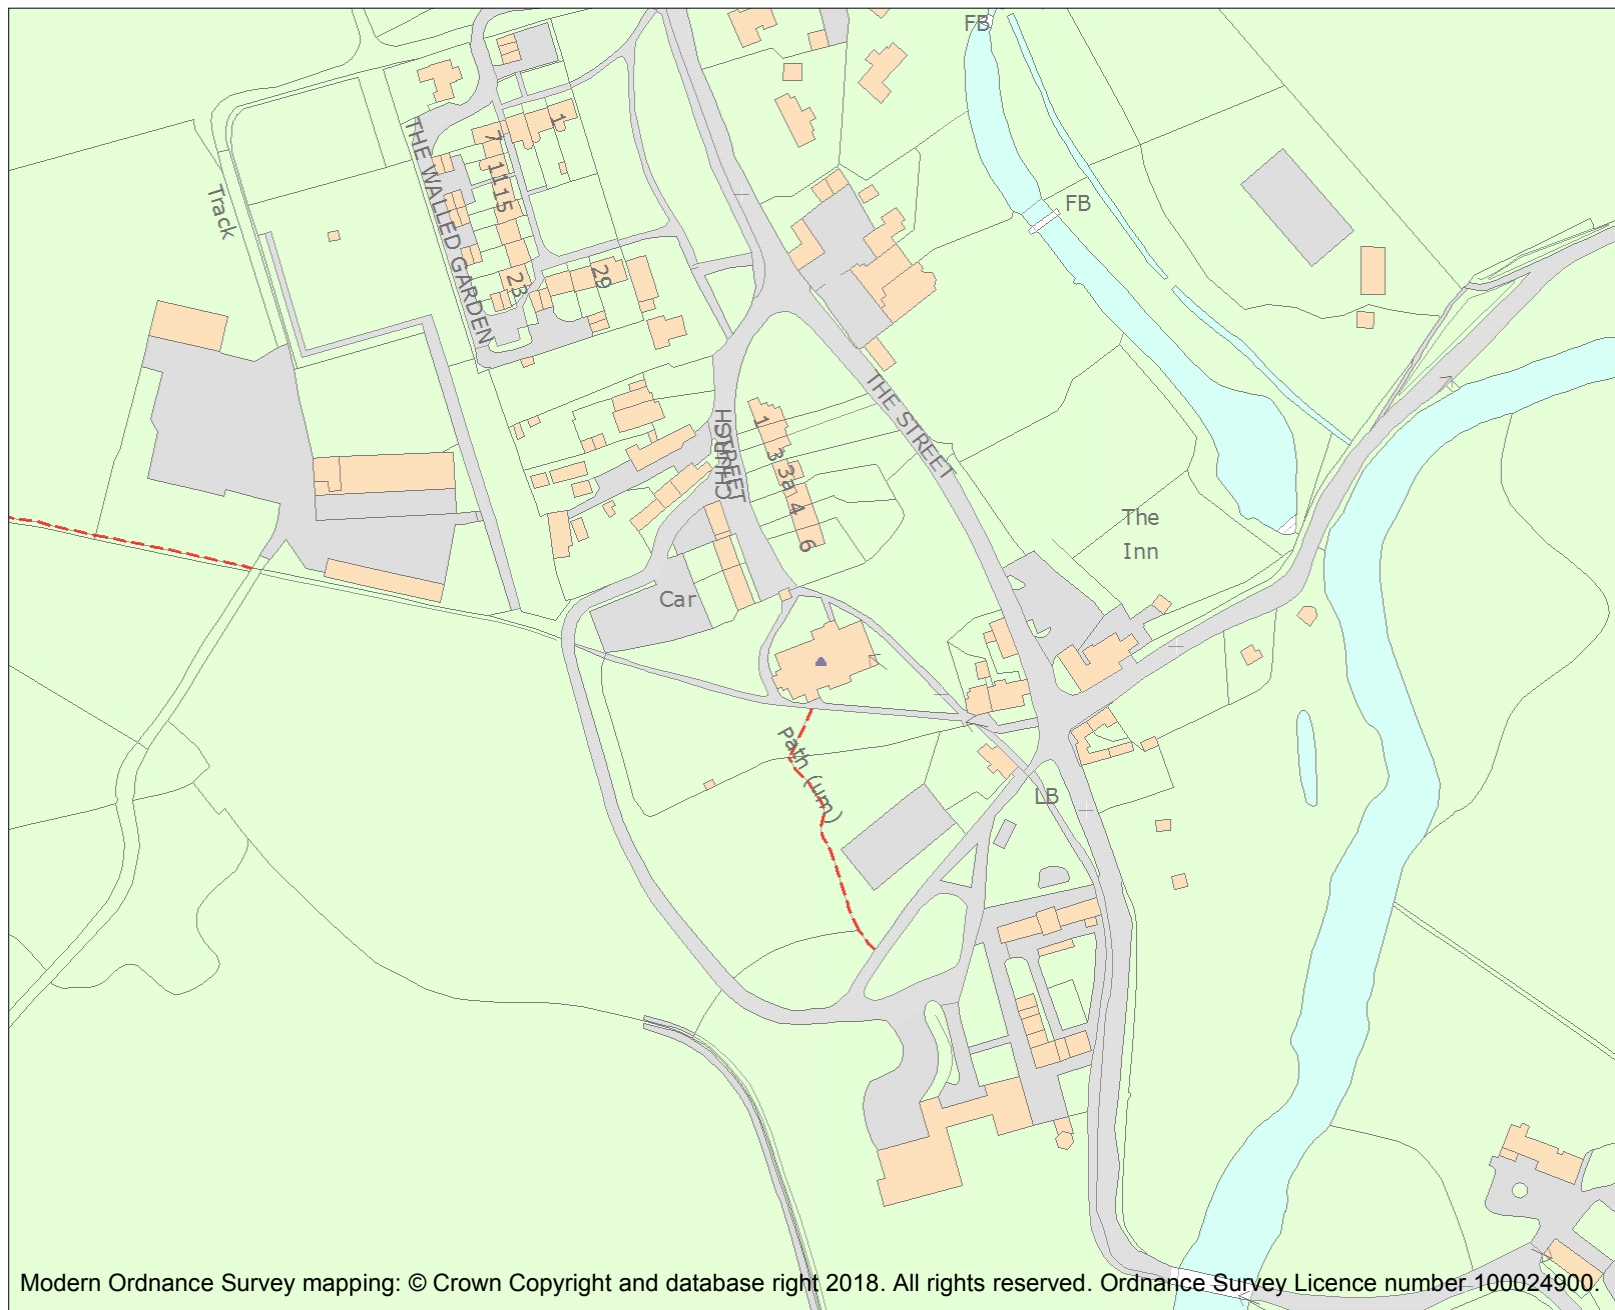 FB
1
7
1115
THE WALLED GARDEN
Track
FB
23
29
THE STREET
CHURCH
STREET
1
3
3a
4
6
The
Inn
Car
Path (um)
LB
Modern Ordnance Survey mapping: © Crown Copyright and database right 2018. All rights reserved. Ordnance Survey Licence number 100024900.